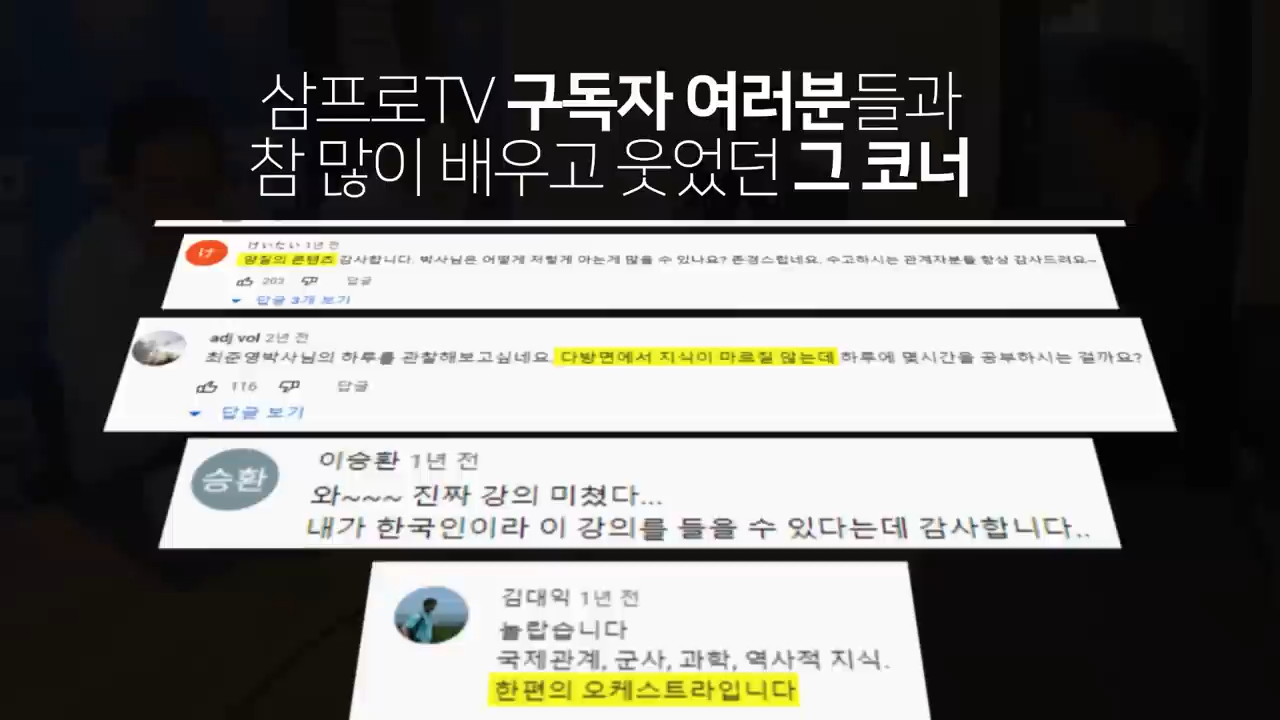 삼프로TV 구독자 여러분들과
참 많이 배우고 웃었던 그 코너
け
けいたい 1년 전
양질의 콘텐츠 감사합니다. 박사님은 어떻게 저렇게 아는게 많을 수 있나요? 존경스럽네요. 수고하시는 관계자분들 항상 감사드려요~
203 답글
답글 3개 보기
adj vol 2년 전
최준영박사님의 하루를 관찰해보고싶네요. 다방면에서 지식이 마르질 않는데 하루에 몇시간을 공부하시는 걸까요?
116 답글
답글 보기
승환
이승환 1년 전
와~~~ 진짜 강의 미쳤다...
내가 한국인이라 이 강의를 들을 수 있다는데 감사합니다..
김대익 1년 전
놀랍습니다
국제관계, 군사, 과학, 역사적 지식.
한편의 오케스트라입니다